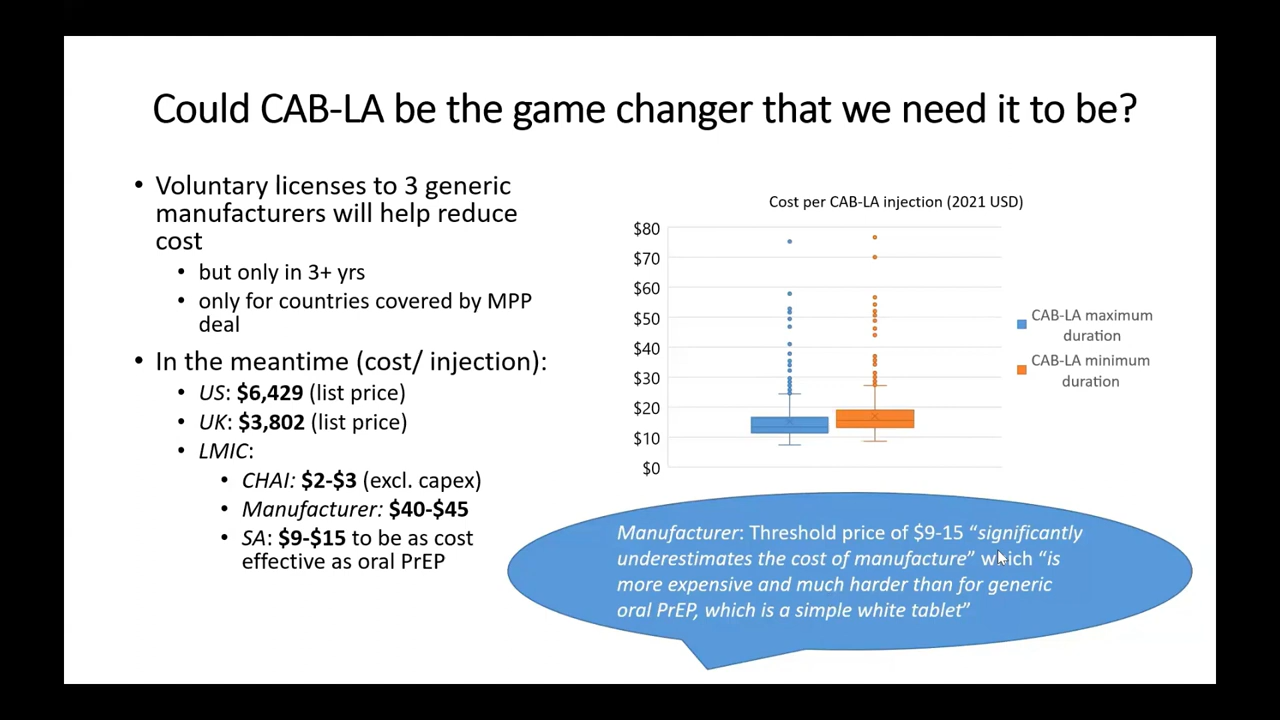 Could CAB-LA be the game changer that we need it to be?
• Voluntary licenses to 3 generic
manufacturers will help reduce
cost
• but only in 3+ yrs
• only for countries covered by MPP
deal
• In the meantime (cost/ injection):
• US: $6,429 (list price)
• UK: $3,802 (list price)
• LMIC:
• CHAI: $2-$3 (excl. capex)
• Manufacturer: $40-$45
• SA: $9-$15 to be as cost
effective as oral PrEP
Cost per CAB-LA injection (2021 USD)
$80
$70
$60
$50
$40
$30
$20
$10
$0
CAB-LA maximum
duration
CAB-LA minimum
duration
Manufacturer: Threshold price of $9-15 “significantly
underestimates the cost of manufacture” which “is
more expensive and much harder than for generic
oral PrEP, which is a simple white tablet”